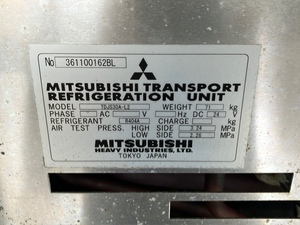 No 361100162BL
MITSUBISHI TRANSPORT
REFRIGERATION UNIT
MODEL TDJS30A-L2 WEIGHT 71 kg
PHASE AC V Hz DC 24 V
REFRIGERANT R404A CHARGE kg
AIR TEST PRESS. HIGH SIDE 3.24 MPa
LOW SIDE 2.26 MPa
MITSUBISHI
HEAVY INDUSTRIES, LTD.
TOKYO JAPAN